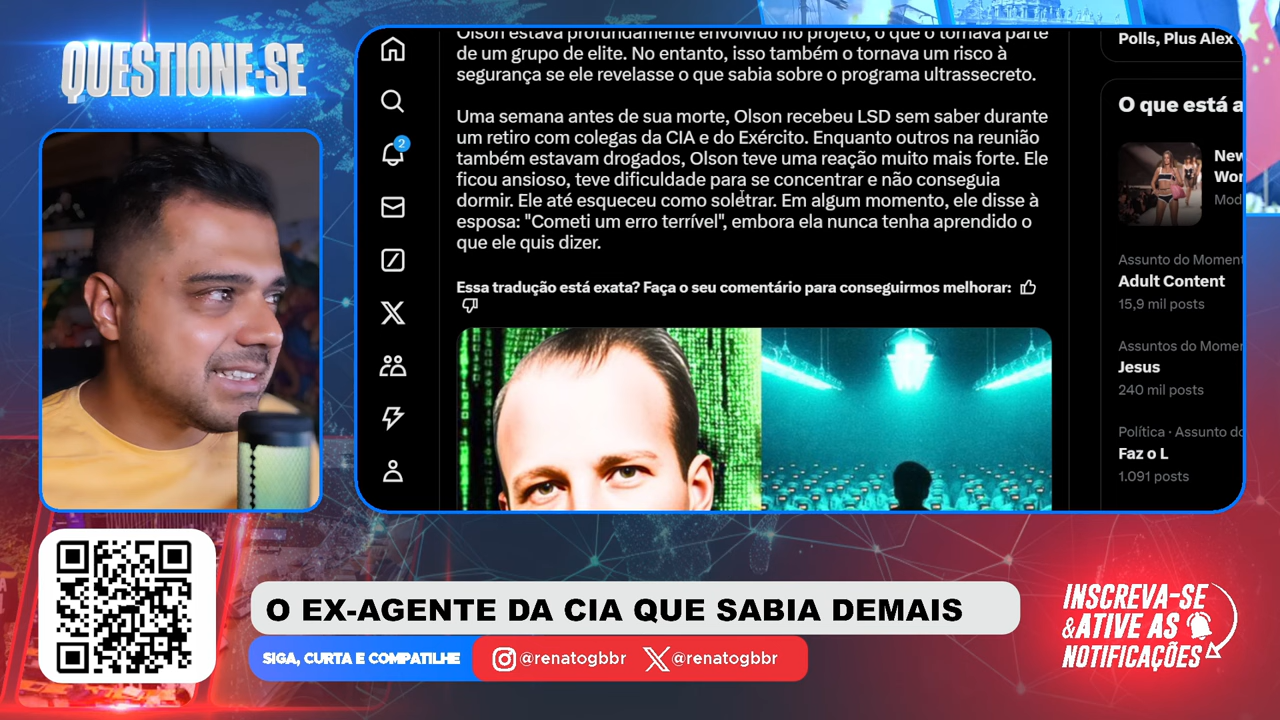 QUESTIONE-SE
Olson estava profundamente envolvido no projeto, o que o tornava parte
de um grupo de elite. No entanto, isso também o tornava um risco à
segurança se ele revelasse o que sabia sobre o programa ultrassecreto.
Uma semana antes de sua morte, Olson recebeu LSD sem saber durante
um retiro com colegas da CIA e do Exército. Enquanto outros na reunião
também estavam drogados, Olson teve uma reação muito mais forte. Ele
ficou ansioso, teve dificuldade para se concentrar e não conseguia
dormir. Ele até esqueceu como soletrar. Em algum momento, ele disse à
esposa: "Cometi um erro terrível", embora ela nunca tenha aprendido o
que ele quis dizer.
Essa tradução está exata? Faça o seu comentário para conseguirmos melhorar:
2
Polls, Plus Alex
O que está a
New
Wor
Mod
Assunto do Moment
Adult Content
15,9 mil posts
Assuntos do Momen
Jesus
240 mil posts
Política · Assunto do
Faz o L
1.091 posts
O EX-AGENTE DA CIA QUE SABIA DEMAIS
SIGA, CURTA E COMPATILHE
@renatogbbr
@renatogbbr
INSCREVA-SE
&ATIVE AS
NOTIFICAÇÕES